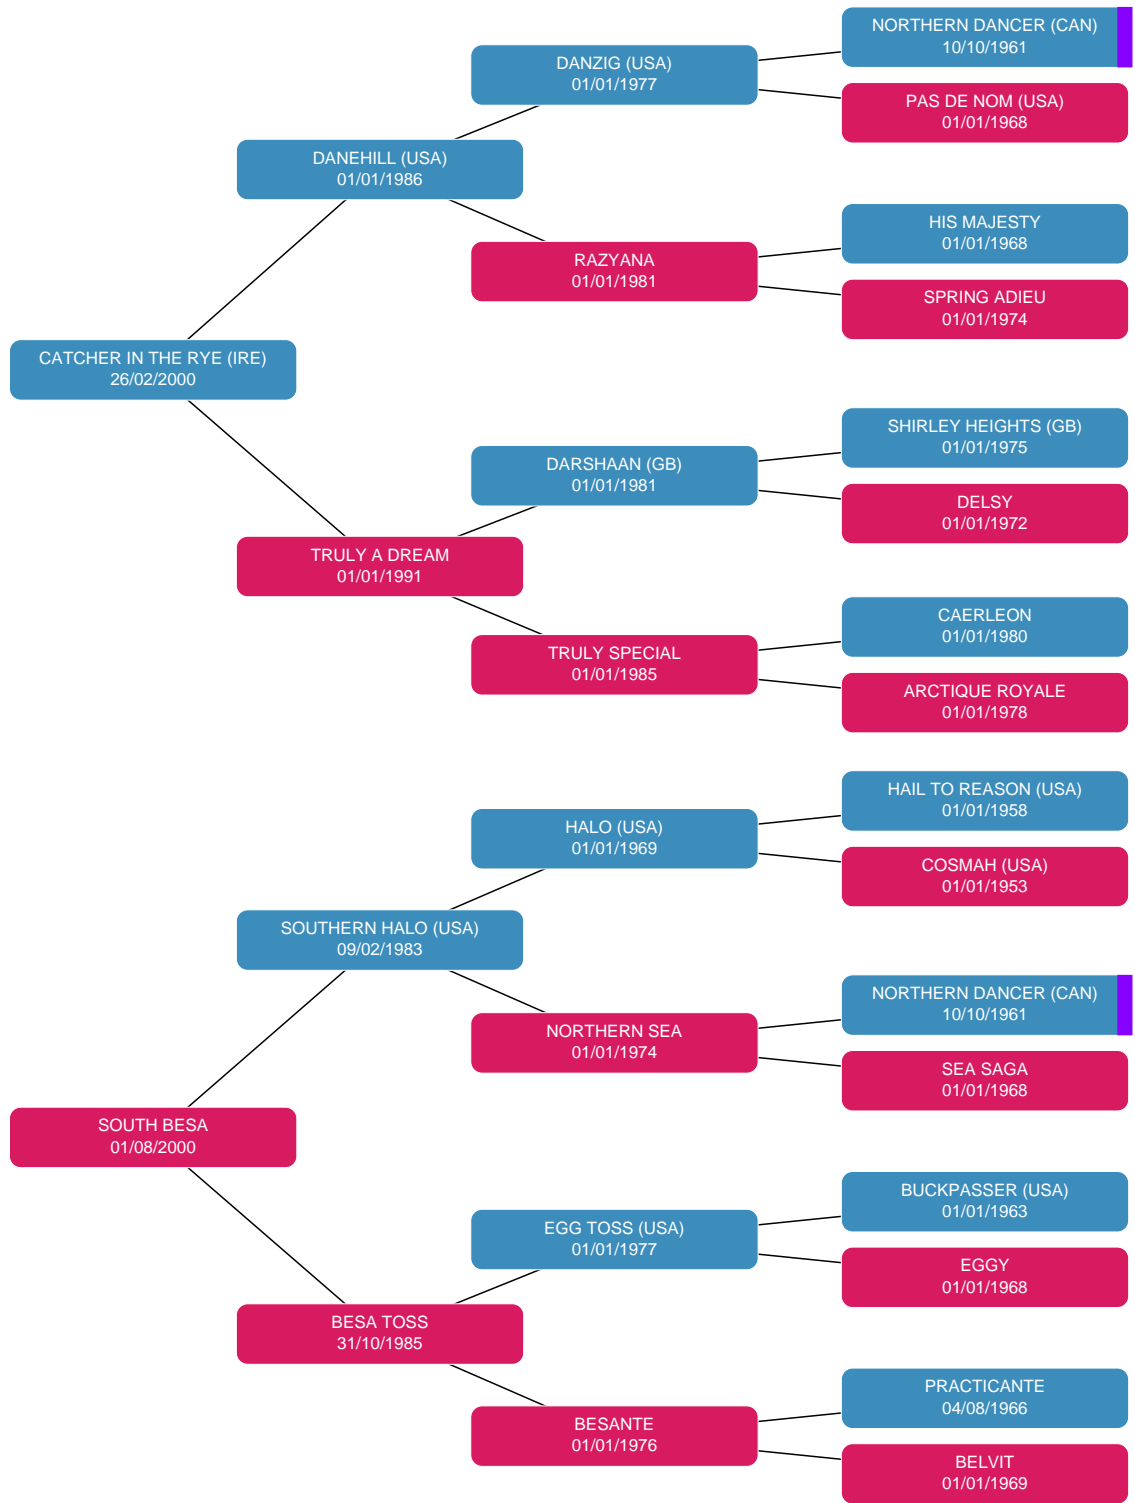 NORTHERN DANCER (CAN)
10/10/1961
DANZIG (USA)
01/01/1977
PAS DE NOM (USA)
01/01/1968
DANEHILL (USA)
01/01/1986
HIS MAJESTY
01/01/1968
RAZYANA
01/01/1981
SPRING ADIEU
01/01/1974
CATCHER IN THE RYE (IRE)
26/02/2000
SHIRLEY HEIGHTS (GB)
01/01/1975
DARSHAAN (GB)
01/01/1981
DELSY
01/01/1972
TRULY A DREAM
01/01/1991
CAERLEON
01/01/1980
TRULY SPECIAL
01/01/1985
ARCTIQUE ROYALE
01/01/1978
HAIL TO REASON (USA)
01/01/1958
HALO (USA)
01/01/1969
COSMAH (USA)
01/01/1953
SOUTHERN HALO (USA)
09/02/1983
NORTHERN DANCER (CAN)
10/10/1961
NORTHERN SEA
01/01/1974
SEA SAGA
01/01/1968
SOUTH BESA
01/08/2000
BUCKPASSER (USA)
01/01/1963
EGG TOSS (USA)
01/01/1977
EGGY
01/01/1968
BESA TOSS
31/10/1985
PRACTICANTE
04/08/1966
BESANTE
01/01/1976
BELVIT
01/01/1969